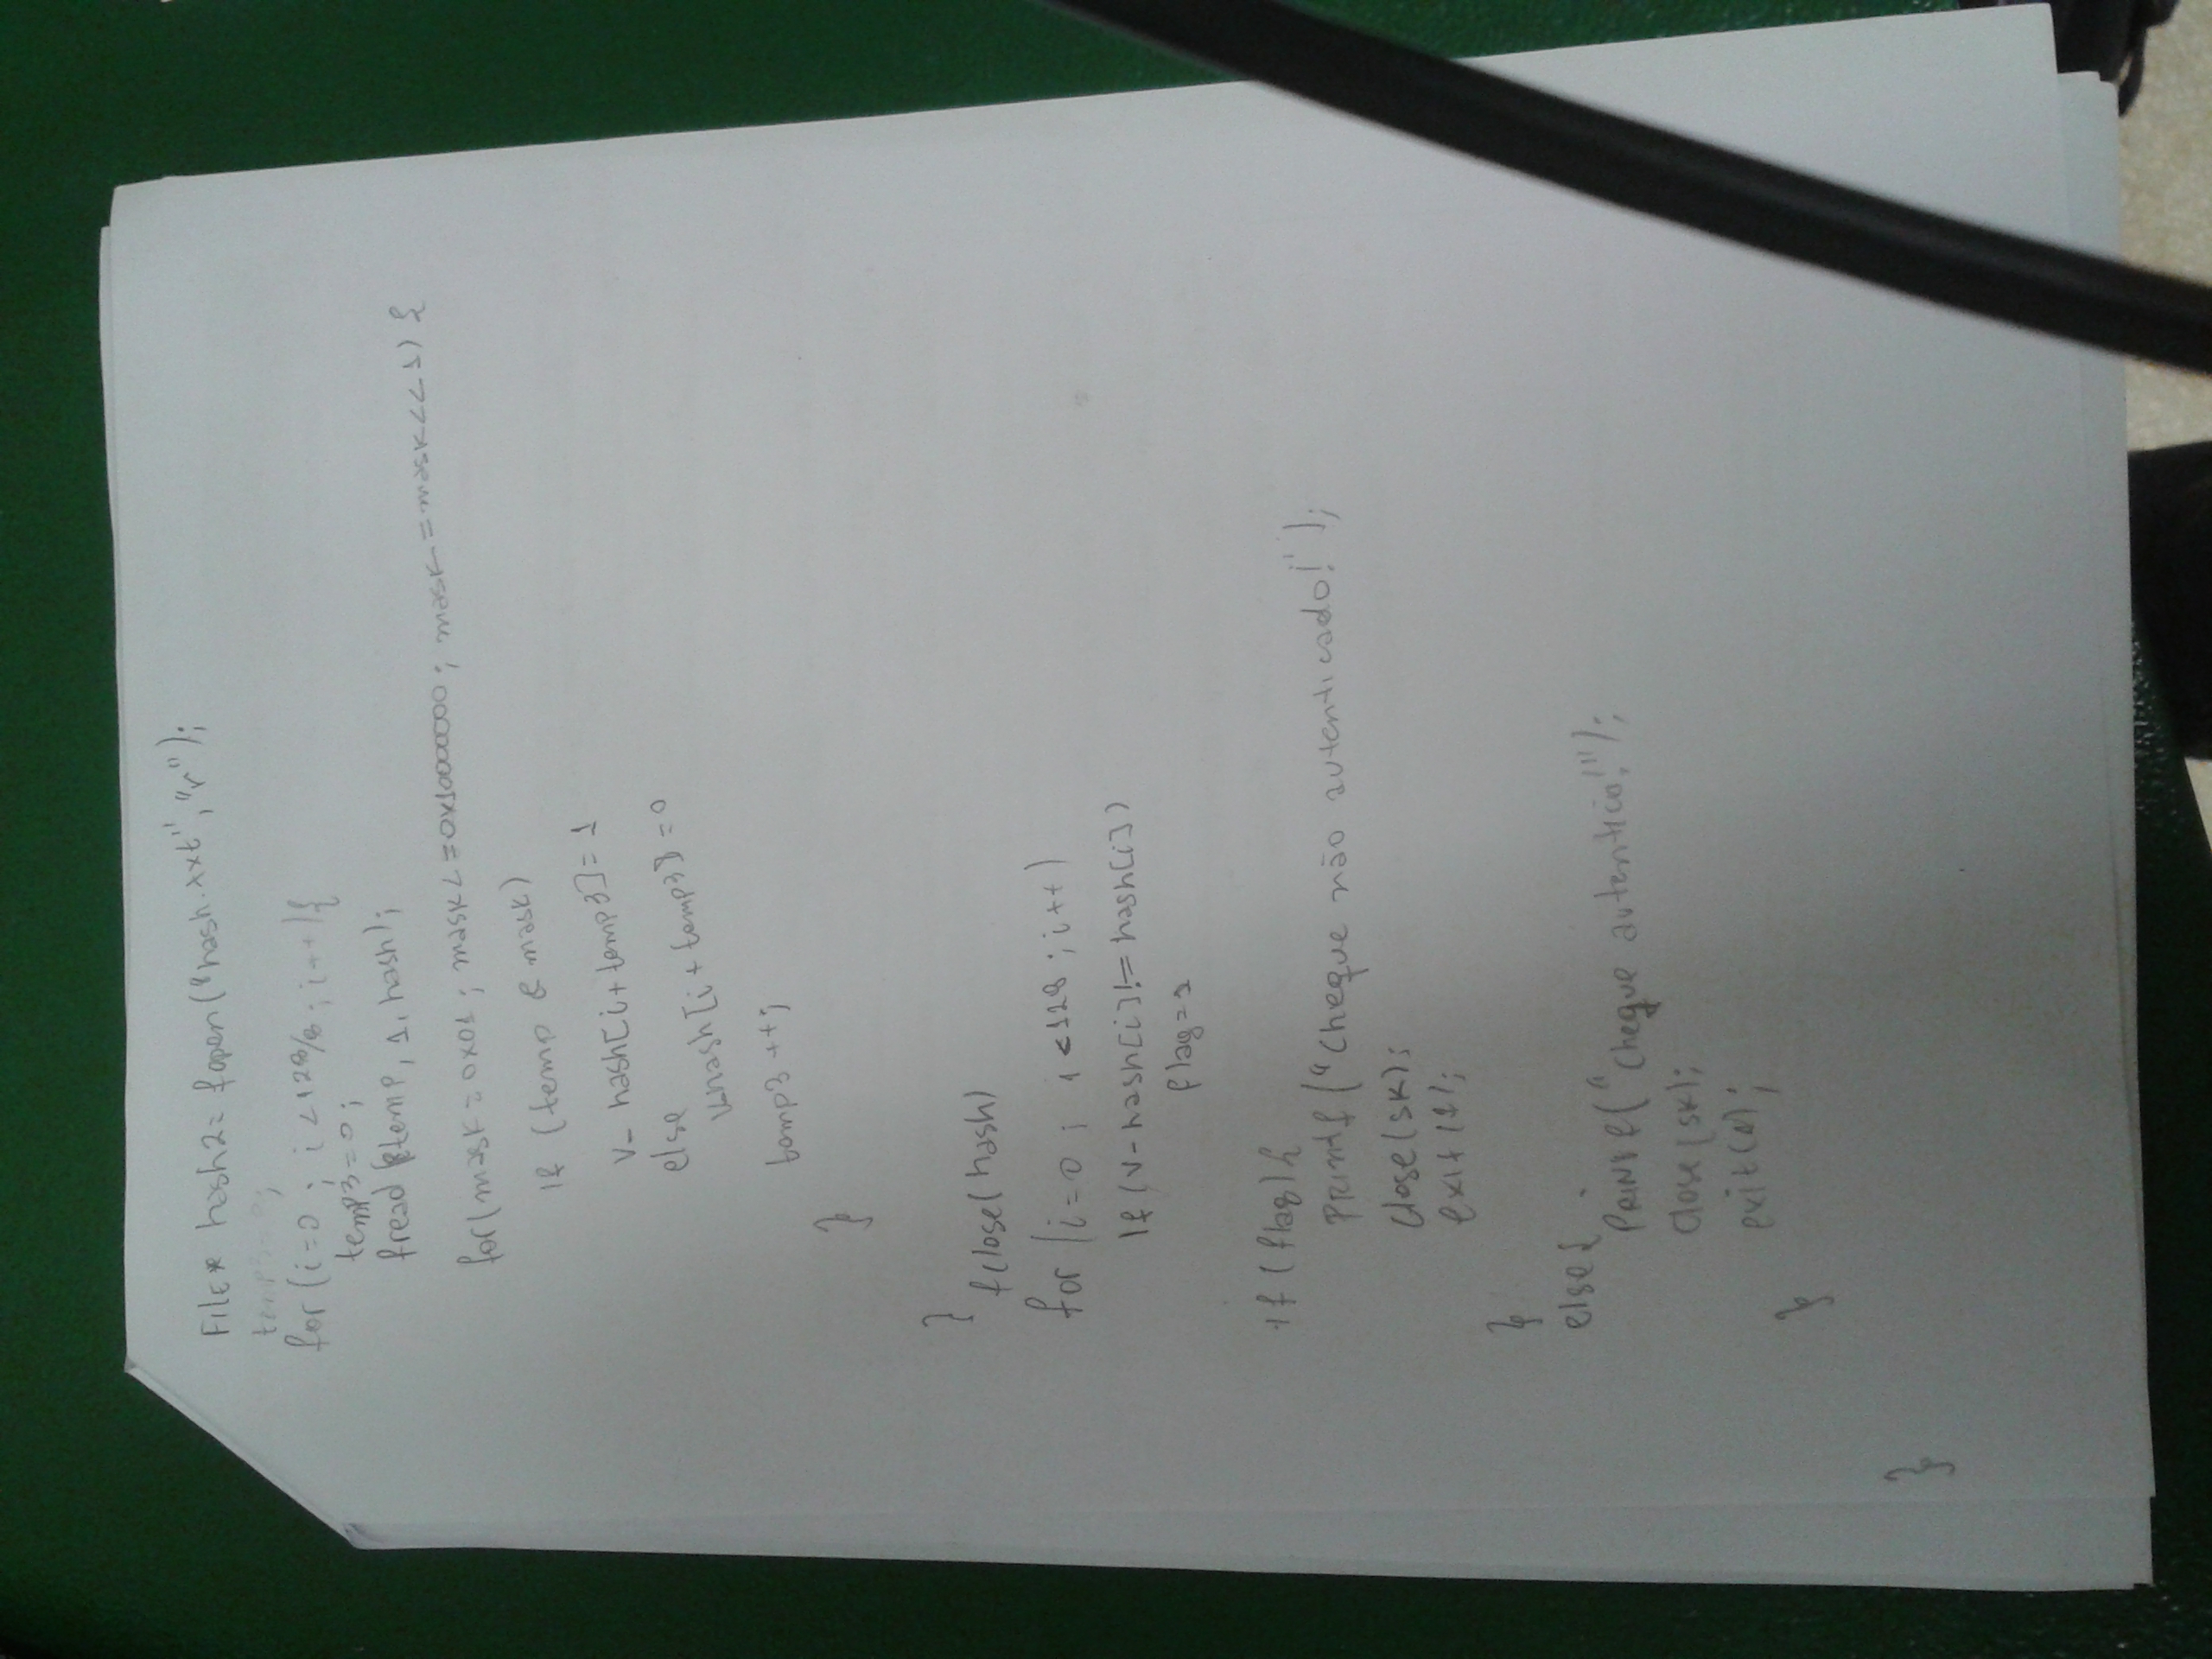 FILE* hash2= fopen("hash.txt", "r");
temp3=0;
for (i=0 ; i<128/8 ; i++){
temp3=0;
fread (&temp, 1, hash);
for(mask=0x01 ; mask<=0x10000000 ; mask=mask<<1) {
If (temp & mask)
v_hash[i+temp3]=1
else
v_hash[i+temp3]=0
temp3++;
}
}
fclose(hash)
for (i=0 ; i<128 ; i++)
If (v_hash[i]!=hash[i])
flag=1
if (flag){
printf ("Cheque não autenticado!");
close(sk);
exit(1);
}
else{
printf("Cheque autentico!");
close(sk);
exit(1);
}
}